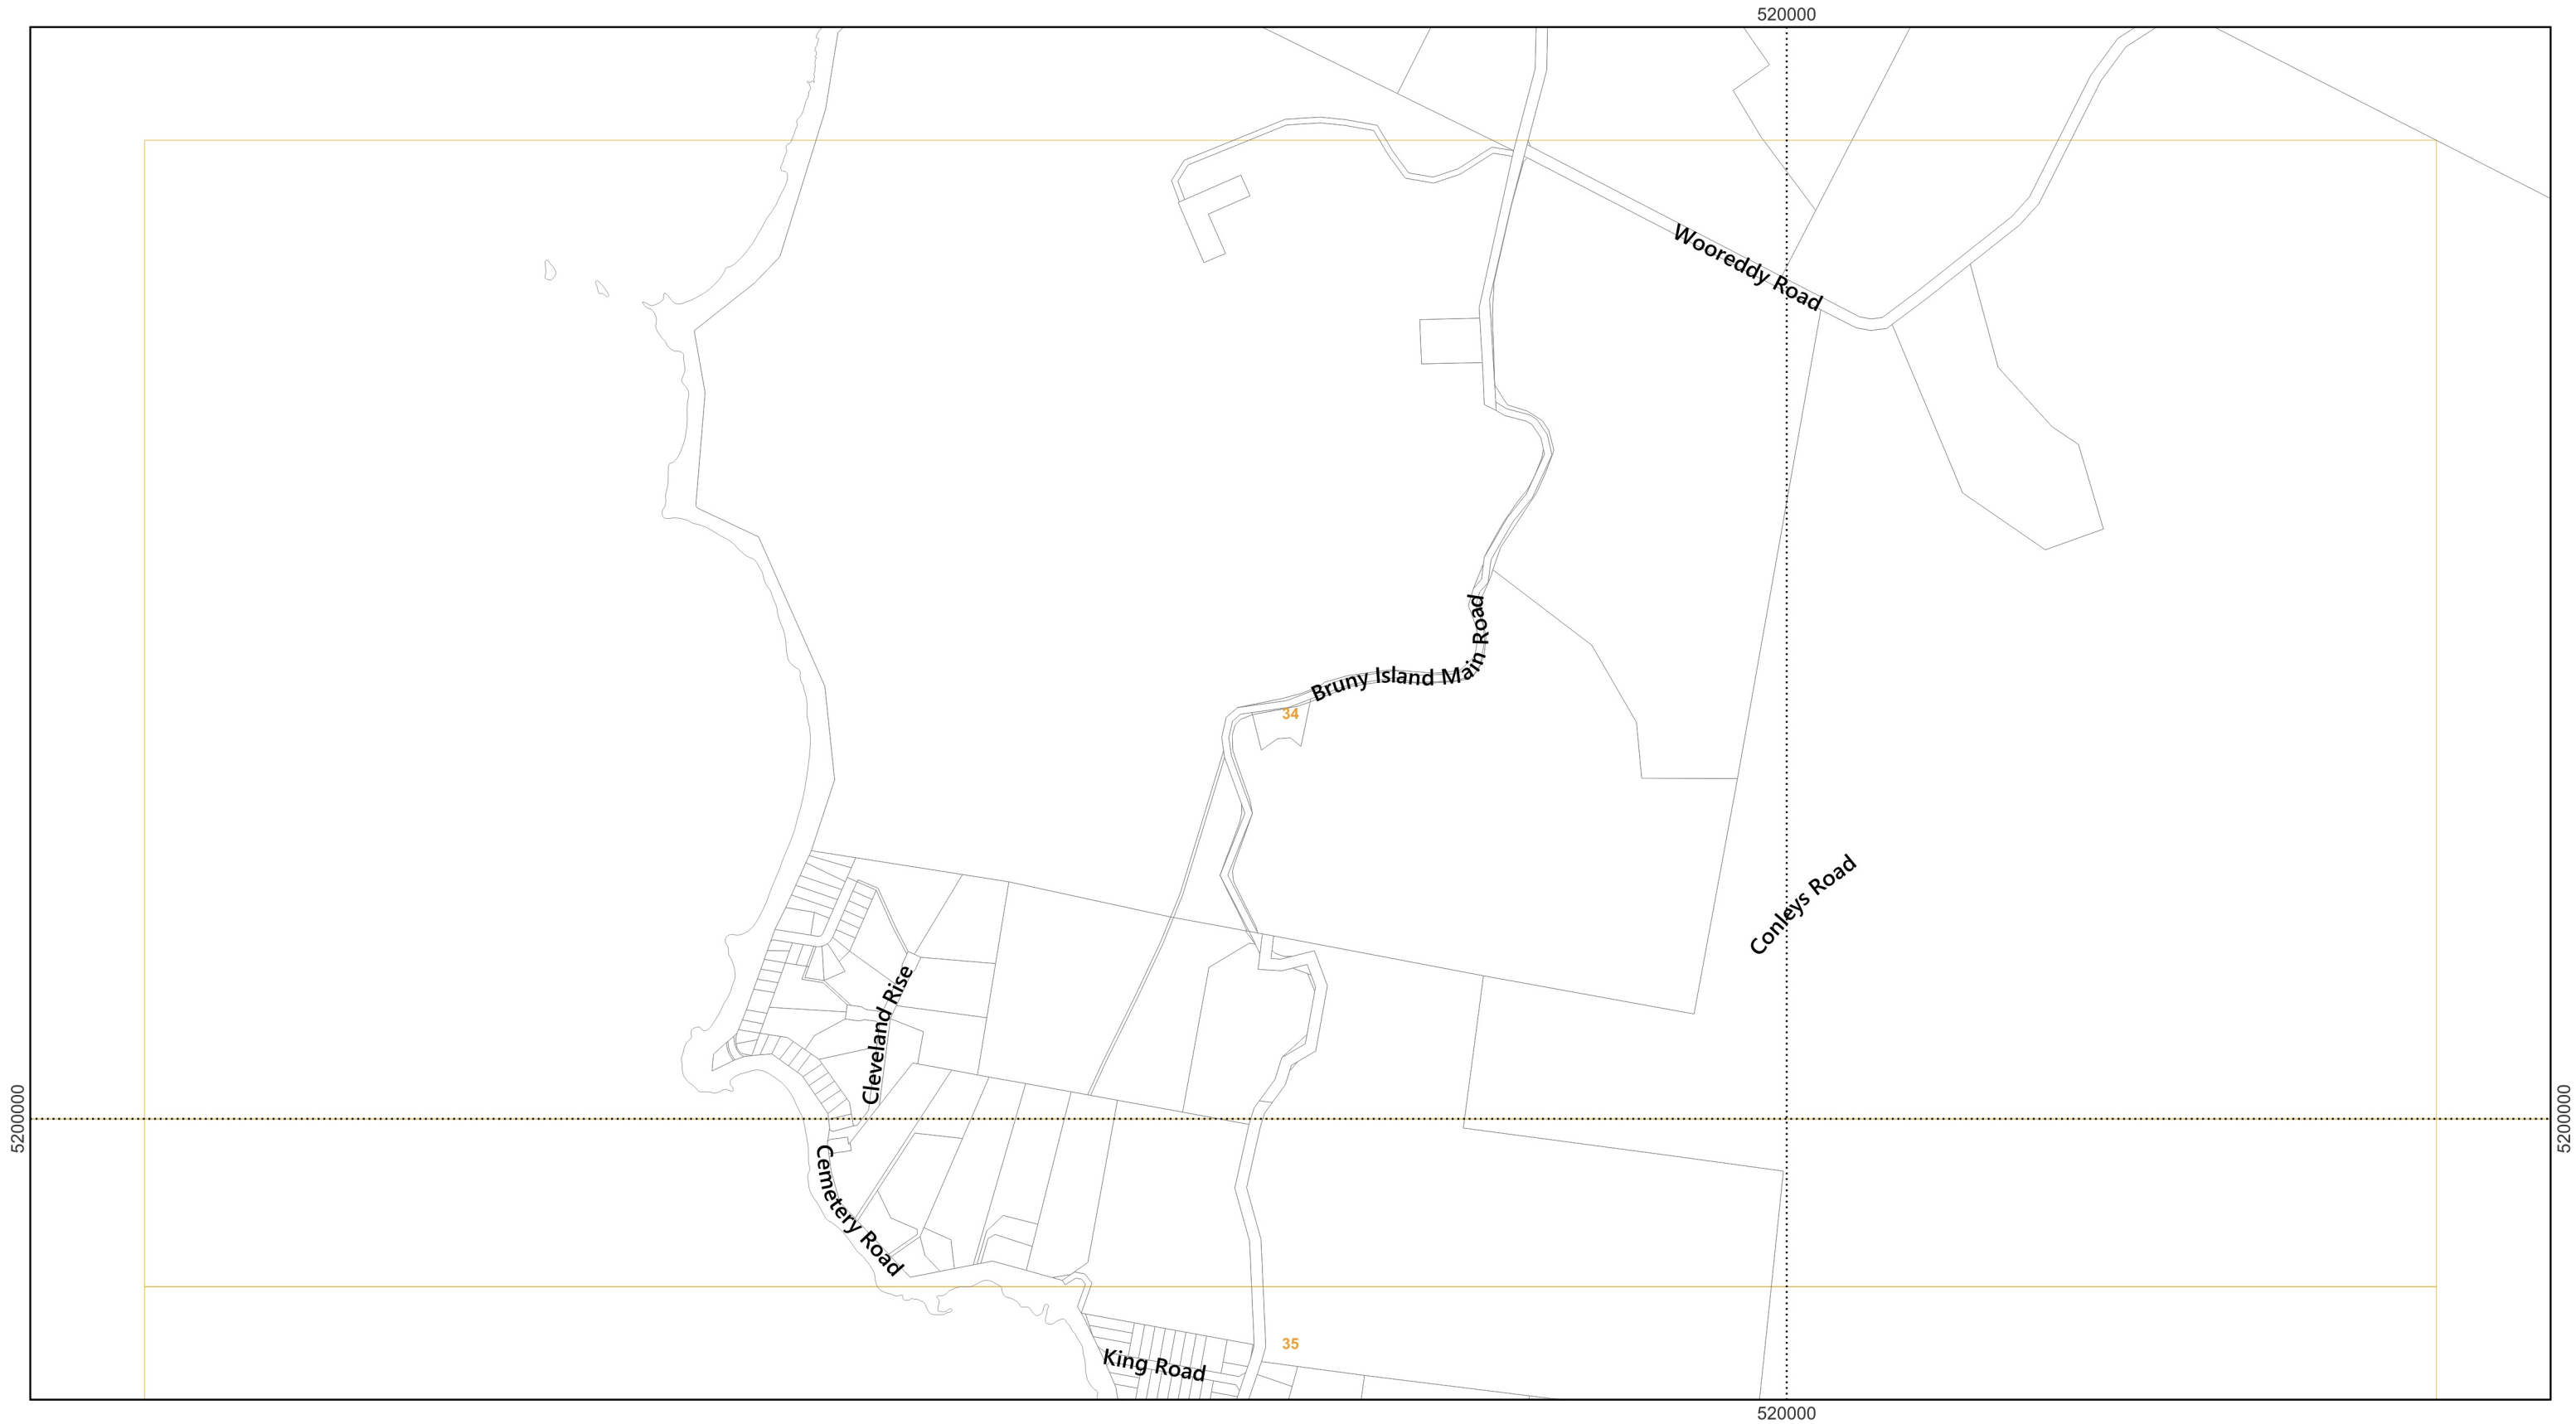 520000
Wooreddy Road
Bruny Island Main Road
34
Conleys Road
Cleveland Rise
5200000
5200000
Cemetery Road
35
King Road
520000